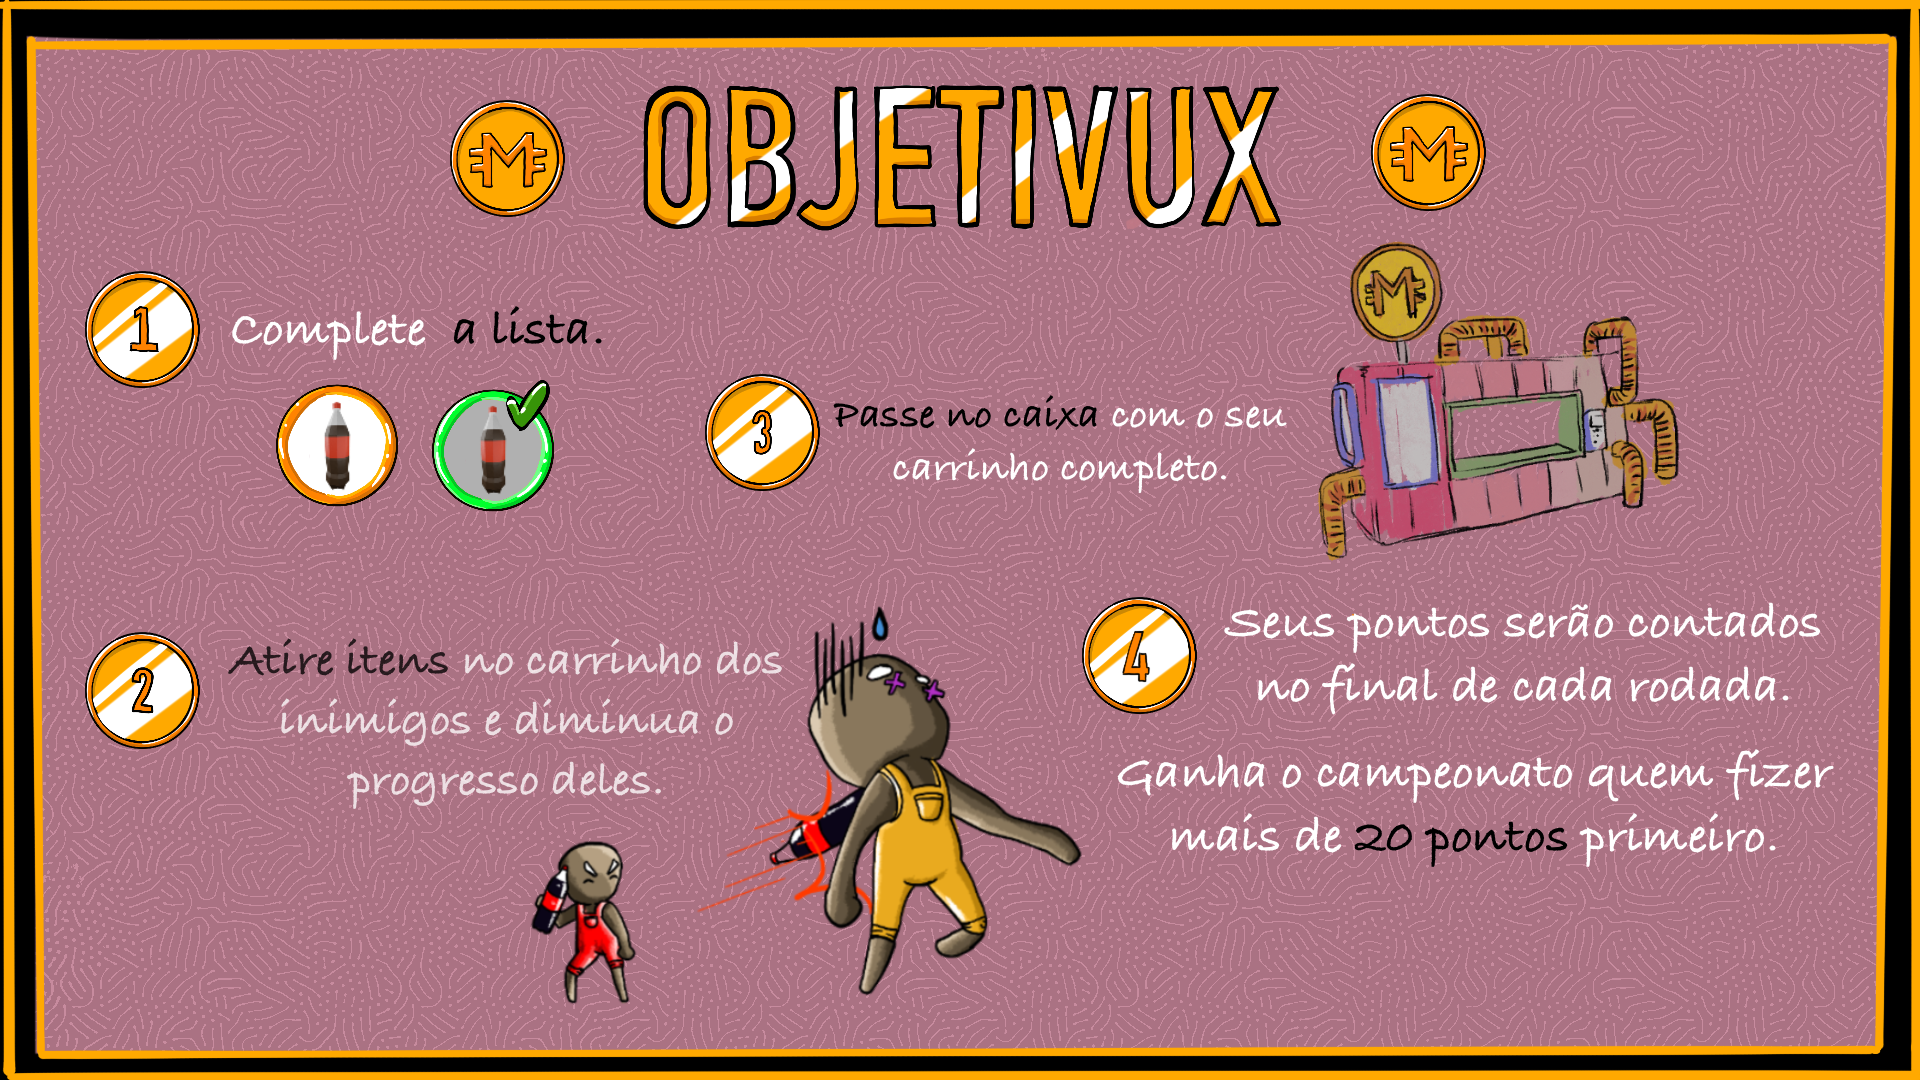 OBJETIVUX
M
M
1
Complete a lista.
2
Atire itens no carrinho dos
inimigos e diminua o
progresso deles.
3
Passe no caixa com o seu
carrinho completo.
M
4
Seus pontos serão contados
no final de cada rodada.
Ganha o campeonato quem fizer
mais de 20 pontos primeiro.